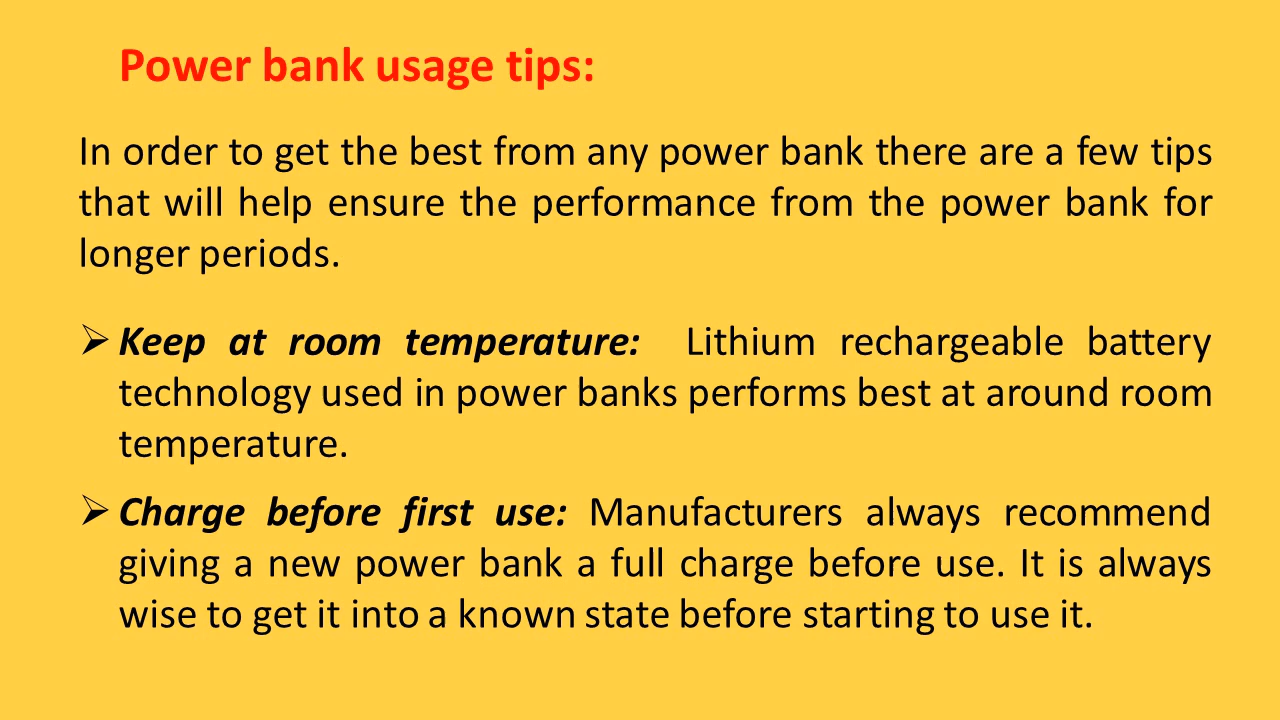 Power bank usage tips:
In order to get the best from any power bank there are a few tips
that will help ensure the performance from the power bank for
longer periods.
➢ Keep at room temperature: Lithium rechargeable battery
technology used in power banks performs best at around room
temperature.
➢ Charge before first use: Manufacturers always recommend
giving a new power bank a full charge before use. It is always
wise to get it into a known state before starting to use it.